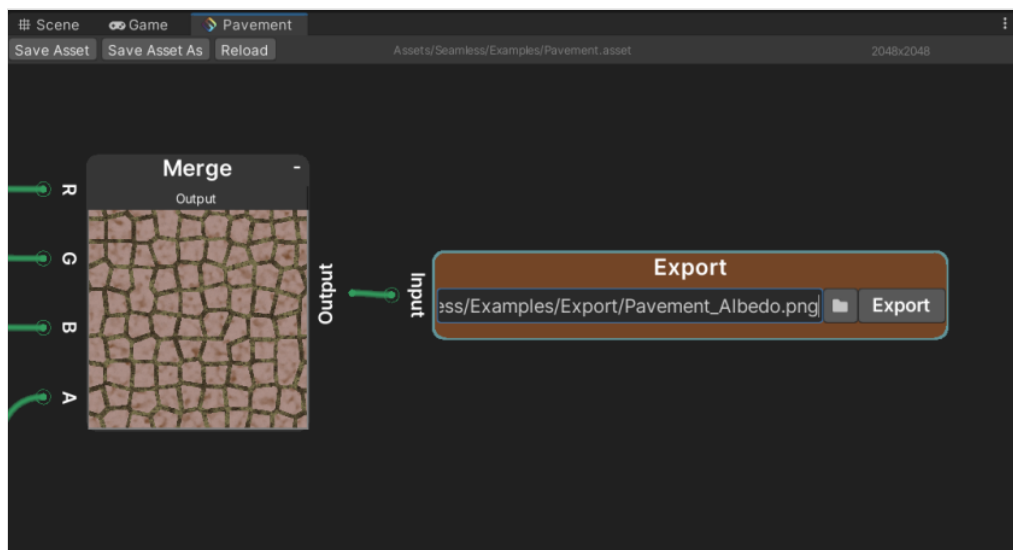 Scene Game Pavement
Save Asset Save Asset As Reload Assets/Seamless/Examples/Pavement.asset 2048x2048
Merge -
Output
R
G
B
A
Output
Input
Export
ess/Examples/Export/Pavement_Albedo.png Export